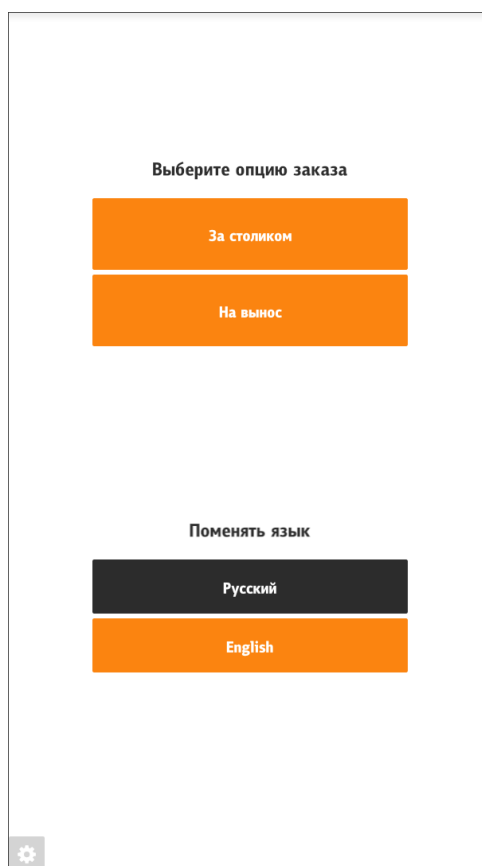 Выберите опцию заказа
За столиком
На вынос
Поменять язык
Русский
English